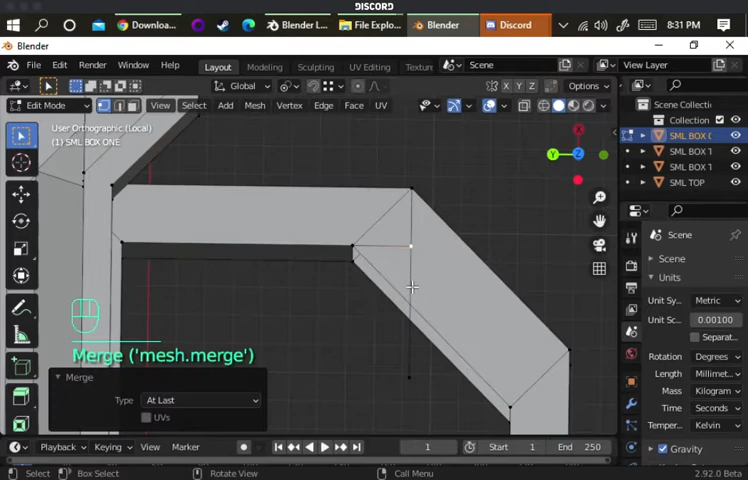 DISCORD
Downloa...
Blender L...
File Explo...
Blender
Discord
8:31 PM
Blender
File Edit Render Window Help Layout Modeling Sculpting UV Editing Textur
Scene View Layer
Global X Y Z Options
Edit Mode View Select Add Mesh Vertex Edge Face UV
User Orthographic (Local)
(1) SML BOX ONE
X
Y
Z
Scene Collectic
Collection
SML BOX C
SML BOX T
SML BOX T
SML TOP
Scene
Scene
Units
Unit Sy... Metric
Unit Sc... 0.00100
Separat...
Rotation Degrees
Length Millimet...
Mass Kilogram
Time Seconds
Temper... Kelvin
Gravity
Merge ('mesh.merge')
Merge
Type At Last
UVs
Playback Keying View Marker 1 Start 1 End 250
Select Box Select Rotate View Call Menu 2.92.0 Beta